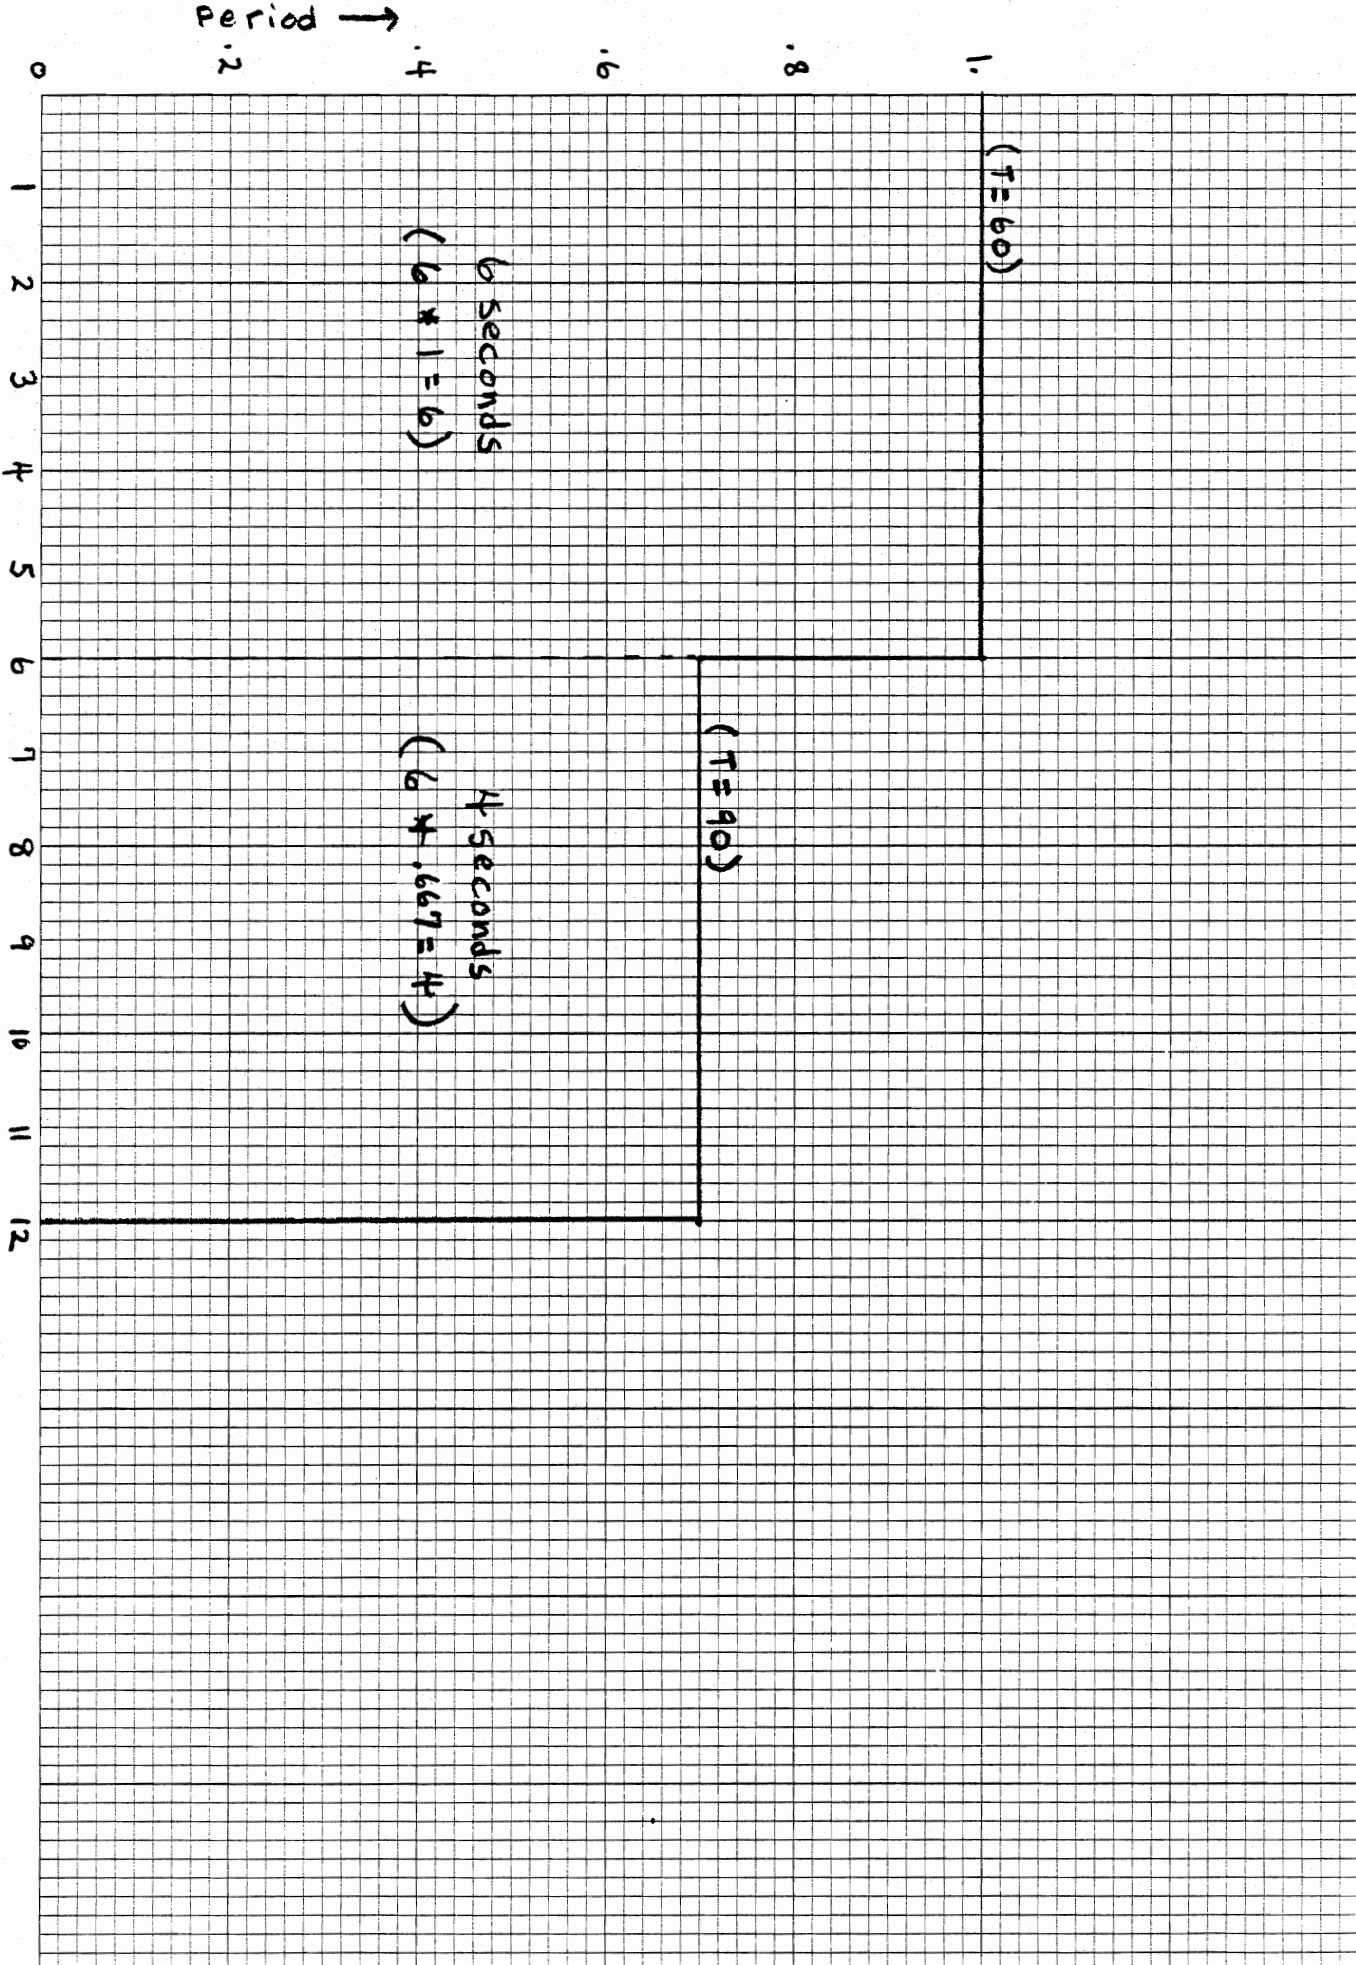 Period →
0 .2 .4 .6 .8 1.
(T=60)
6 seconds
(6 * 1 = 6)
(T=90)
4 seconds
(6 * .667 = 4)
1 2 3 4 5 6 7 8 9 10 11 12